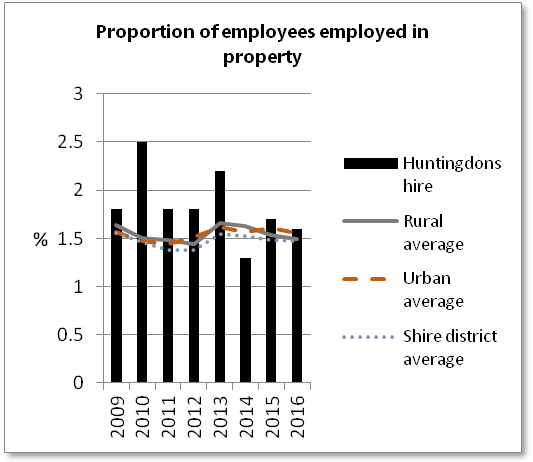 Proportion of employees employed in
property
3
2.5
2
1.5
1
0.5
0
%
2009
2010
2011
2012
2013
2014
2015
2016
Huntingdons
hire
Rural
average
Urban
average
Shire district
average